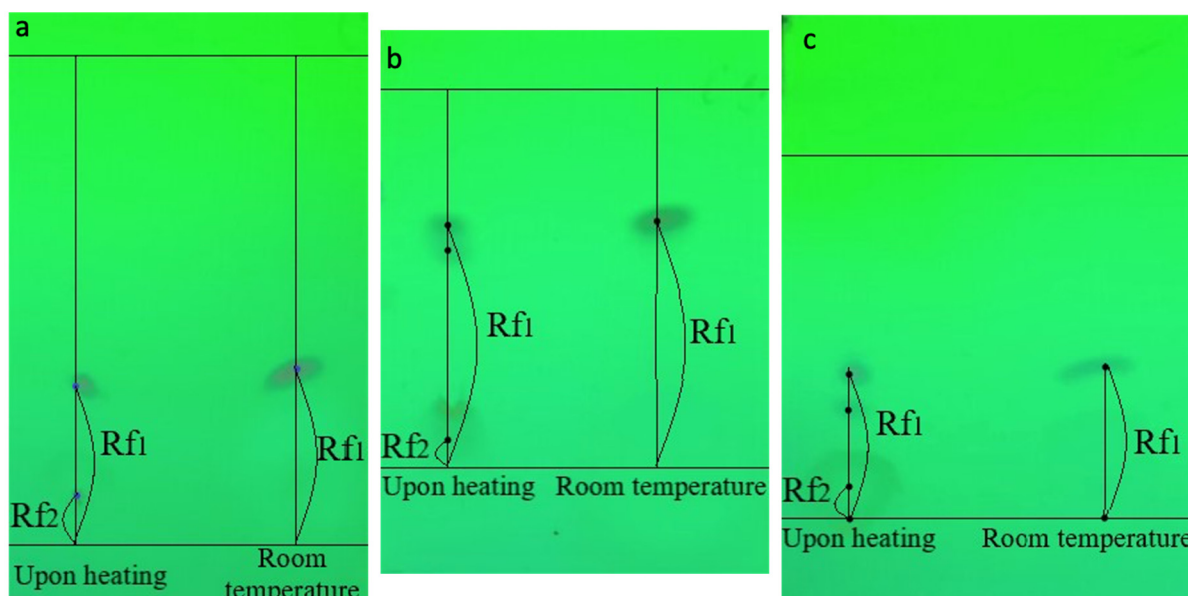 a
Rf1
Rf1
Rf2
Upon heating
Room
temperature
b
Rf1
Rf1
Rf2
Upon heating
Room temperature
c
Rf1
Rf1
Rf2
Upon heating
Room temperature